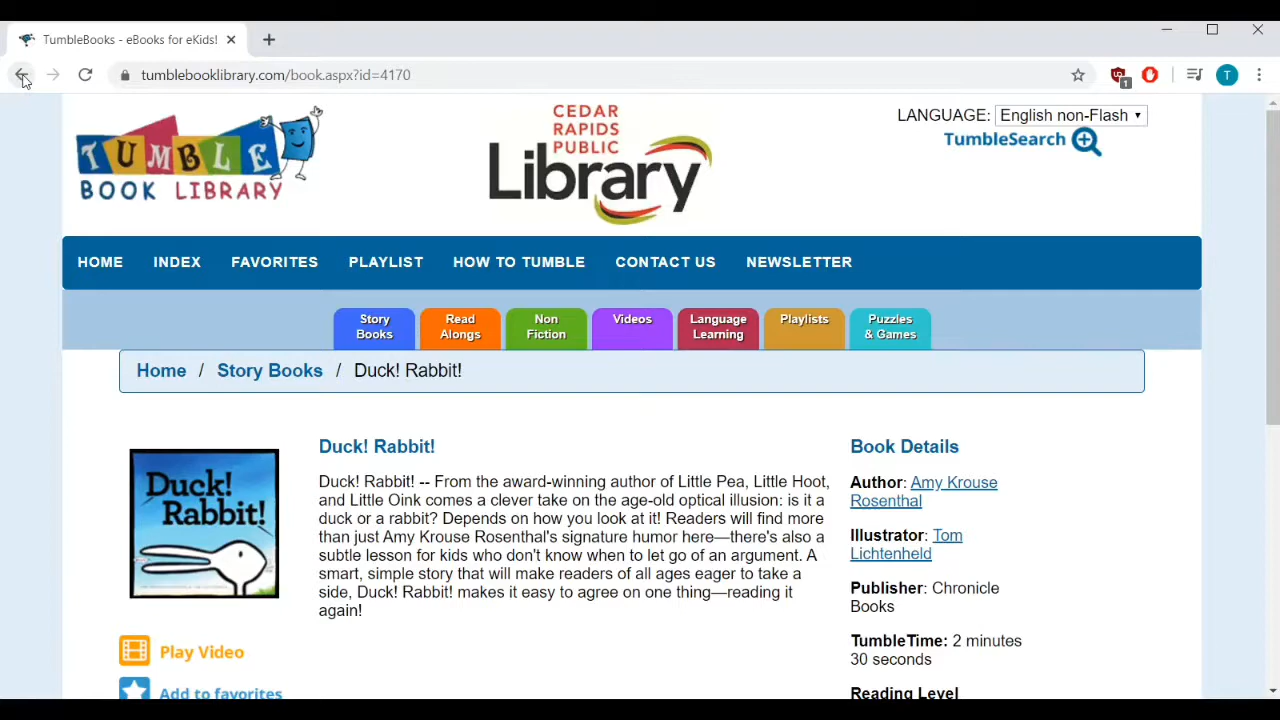 TumbleBooks - eBooks for eKids!
tumblebooklibrary.com/book.aspx?id=4170
1
T
TUMBLE
BOOK LIBRARY
CEDAR
RAPIDS
PUBLIC
Library
LANGUAGE: English non-Flash
TumbleSearch
HOME INDEX FAVORITES PLAYLIST HOW TO TUMBLE CONTACT US NEWSLETTER
Story
Books
Read
Alongs
Non
Fiction
Videos
Language
Learning
Playlists
Puzzles
& Games
Home / Story Books / Duck! Rabbit!
Duck!
Rabbit!
Play Video
Add to favorites
Duck! Rabbit!
Duck! Rabbit! -- From the award-winning author of Little Pea, Little Hoot,
and Little Oink comes a clever take on the age-old optical illusion: is it a
duck or a rabbit? Depends on how you look at it! Readers will find more
than just Amy Krouse Rosenthal's signature humor here—there's also a
subtle lesson for kids who don't know when to let go of an argument. A
smart, simple story that will make readers of all ages eager to take a
side, Duck! Rabbit! makes it easy to agree on one thing—reading it
again!
Book Details
Author: Amy Krouse
Rosenthal
Illustrator: Tom
Lichtenheld
Publisher: Chronicle
Books
TumbleTime: 2 minutes
30 seconds
Reading Level